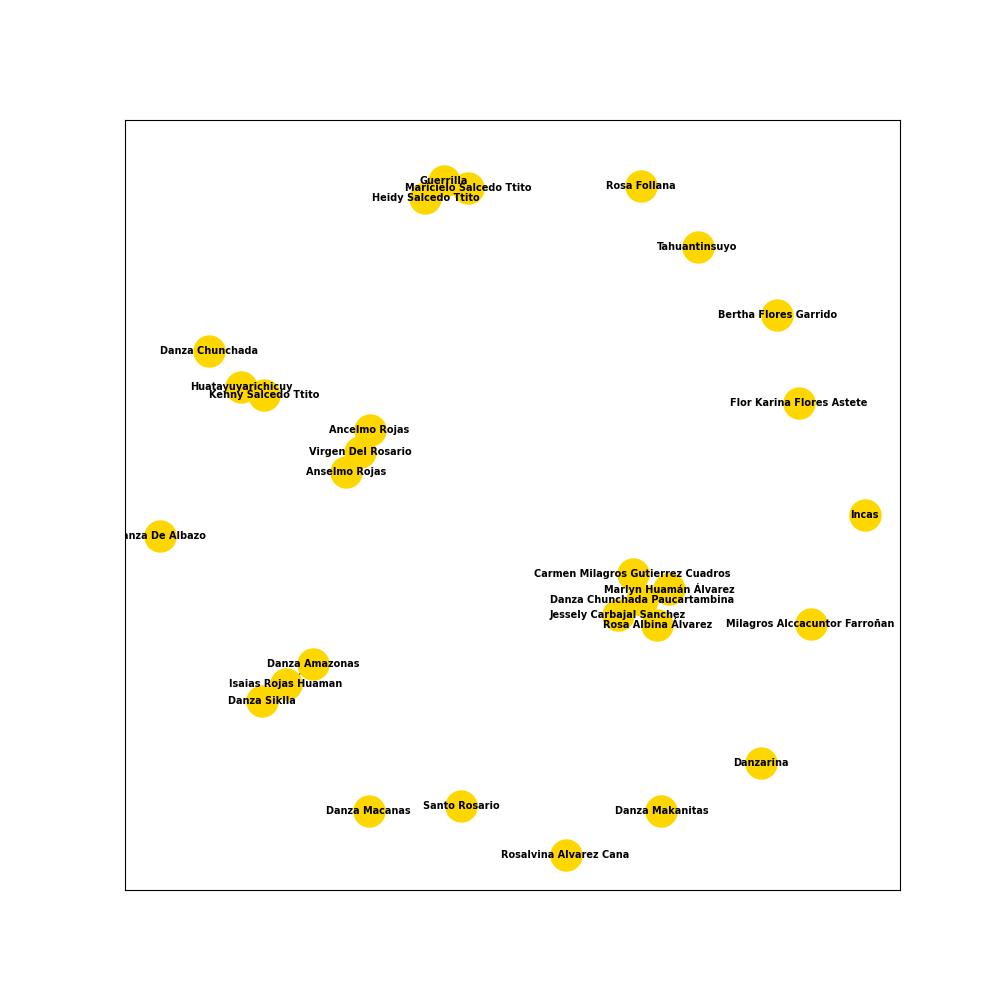 Guerrilla
Maricielo Salcedo Ttito
Heidy Salcedo Ttito
Rosa Follana
Tahuantinsuyo
Bertha Flores Garrido
Danza Chunchada
Huatayuyarichicuy
Kenny Salcedo Ttito
Flor Karina Flores Astete
Ancelmo Rojas
Virgen Del Rosario
Anselmo Rojas
Incas
nza De Albazo
Carmen Milagros Gutierrez Cuadros
Marlyn Huamán Álvarez
Danza Chunchada Paucartambina
Jessely Carbajal Sanchez
Rosa Albina Álvarez
Milagros Alccacuntor Farroñan
Danza Amazonas
Isaias Rojas Huaman
Danza Siklla
Danzarina
Santo Rosario
Danza Macanas
Danza Makanitas
Rosalvina Alvarez Cana